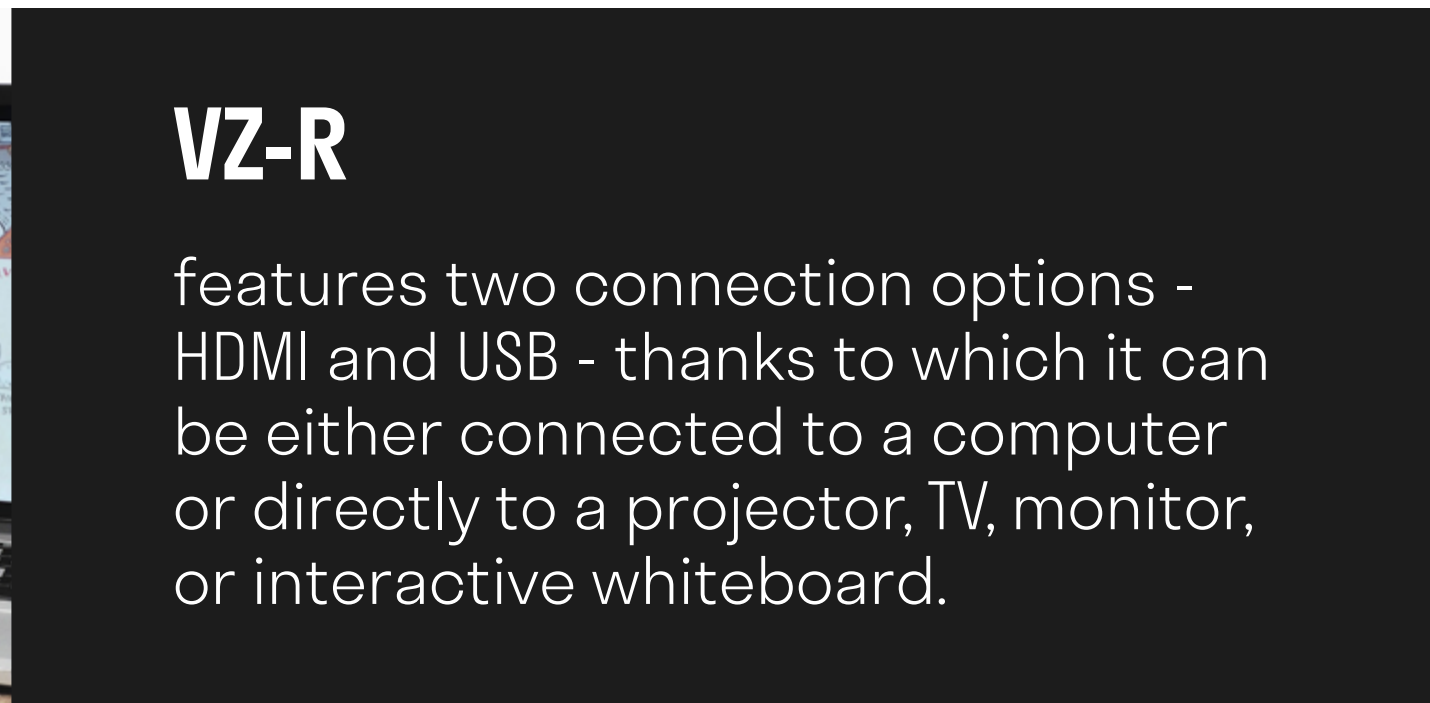 VZ-R
features two connection options -
HDMI and USB - thanks to which it can
be either connected to a computer
or directly to a projector, TV, monitor,
or interactive whiteboard.